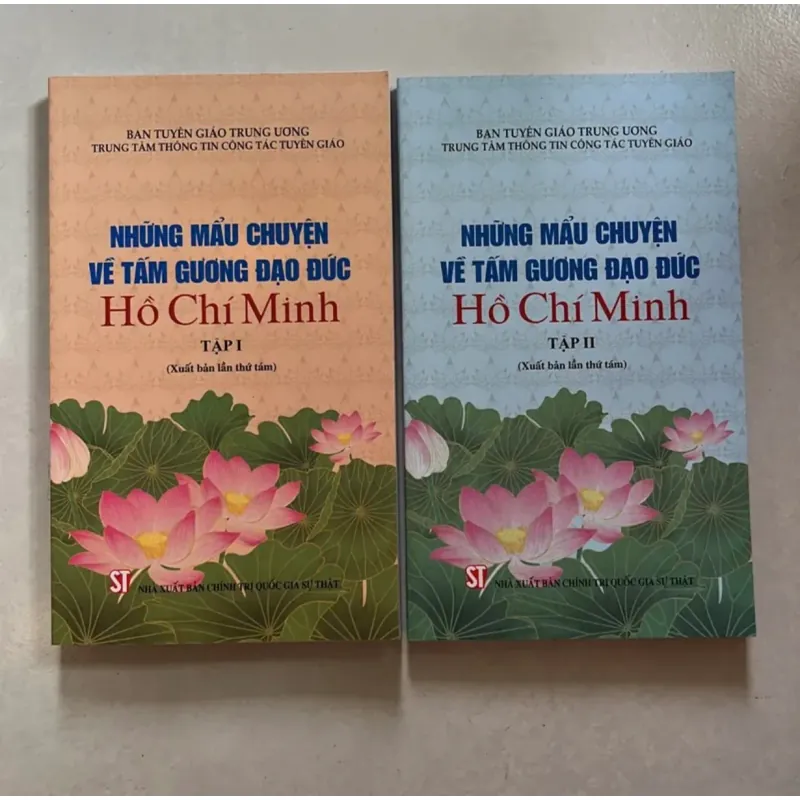 BAN TUYÊN GIÁO TRUNG ƯƠNG
TRUNG TÂM THÔNG TIN CÔNG TÁC TUYÊN GIÁO
NHỮNG MẨU CHUYỆN
VỀ TẤM GƯƠNG ĐẠO ĐỨC
Hồ Chí Minh
TẬP I
(Xuất bản lần thứ tám)
ST NHÀ XUẤT BẢN CHÍNH TRỊ QUỐC GIA SỰ THẬT
BAN TUYÊN GIÁO TRUNG ƯƠNG
TRUNG TÂM THÔNG TIN CÔNG TÁC TUYÊN GIÁO
NHỮNG MẨU CHUYỆN
VỀ TẤM GƯƠNG ĐẠO ĐỨC
Hồ Chí Minh
TẬP II
(Xuất bản lần thứ tám)
ST NHÀ XUẤT BẢN CHÍNH TRỊ QUỐC GIA SỰ THẬT